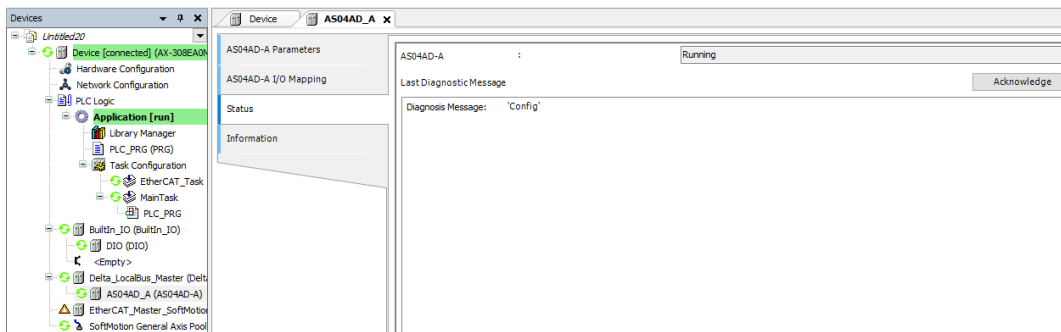 Devices
Untitled20
Device [connected] (AX-308EA0M
Hardware Configuration
Network Configuration
PLC Logic
Application [run]
Library Manager
PLC_PRG (PRG)
Task Configuration
EtherCAT_Task
MainTask
PLC_PRG
BuiltIn_IO (BuiltIn_IO)
DIO (DIO)
<Empty>
Delta_LocalBus_Master (Delta
AS04AD_A (AS04AD-A)
EtherCAT_Master_SoftMotion
SoftMotion General Axis Pool
Device
AS04AD_A
AS04AD-A Parameters
AS04AD-A I/O Mapping
Status
Information
AS04AD-A : Running
Last Diagnostic Message Acknowledge
Diagnosis Message: 'Config'